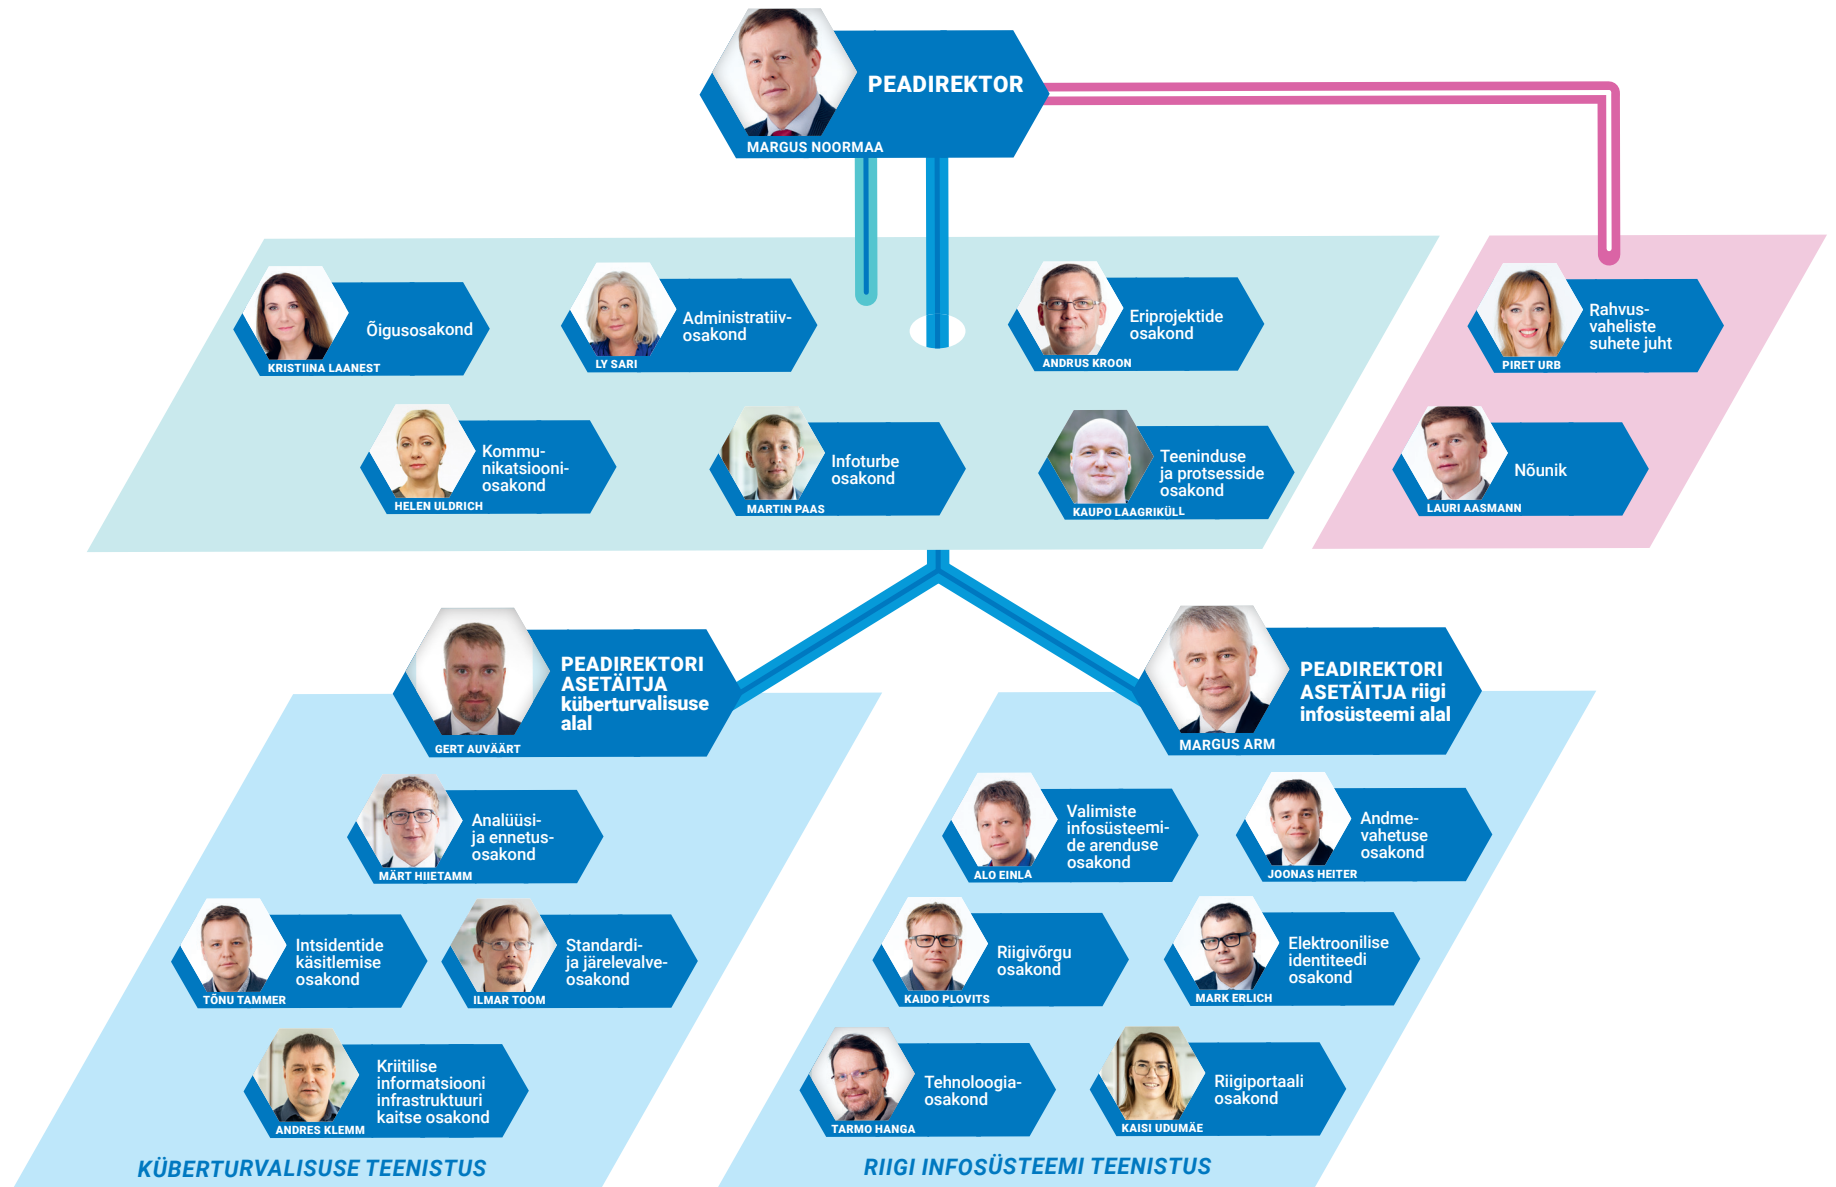 PEADIREKTOR
MARGUS NOORMAA
Õigusosakond
KRISTIINA LAANEST
Administratiiv-
osakond
LY SARI
Eriprojektide
osakond
ANDRUS KROON
Rahvus-
vaheliste
suhete juht
PIRET URB
Kommu-
nikatsiooni-
osakond
HELEN ULDRICH
Infoturbe
osakond
MARTIN PAAS
Teeninduse
ja protsesside
osakond
KAUPO LAAGRIKÜLL
Nõunik
LAURI AASMANN
PEADIREKTORI
ASETÄITJA
küberturvalisuse
alal
GERT AUVÄÄRT
PEADIREKTORI
ASETÄITJA riigi
infosüsteemi alal
MARGUS ARM
Analüüsi-
ja ennetus-
osakond
MÄRT HIIETAMM
Intsidentide
käsitlemise
osakond
TÕNU TAMMER
Standardi-
ja järelevalve-
osakond
ILMAR TOOM
Kriitilise
informatsiooni
infrastruktuuri
kaitse osakond
ANDRES KLEMM
KÜBERTURVALISUSE TEENISTUS
Valimiste
infosüsteemi-
de arenduse
osakond
ALO EINLA
Andme-
vahetuse
osakond
JOONAS HEITER
Riigivõrgu
osakond
KAIDO PLOVITS
Elektroonilise
identiteedi
osakond
MARK ERLICH
Tehnoloogia-
osakond
TARMO HANGA
Riigiportaali
osakond
KAISI UDUMÄE
RIIGI INFOSÜSTEEMI TEENISTUS